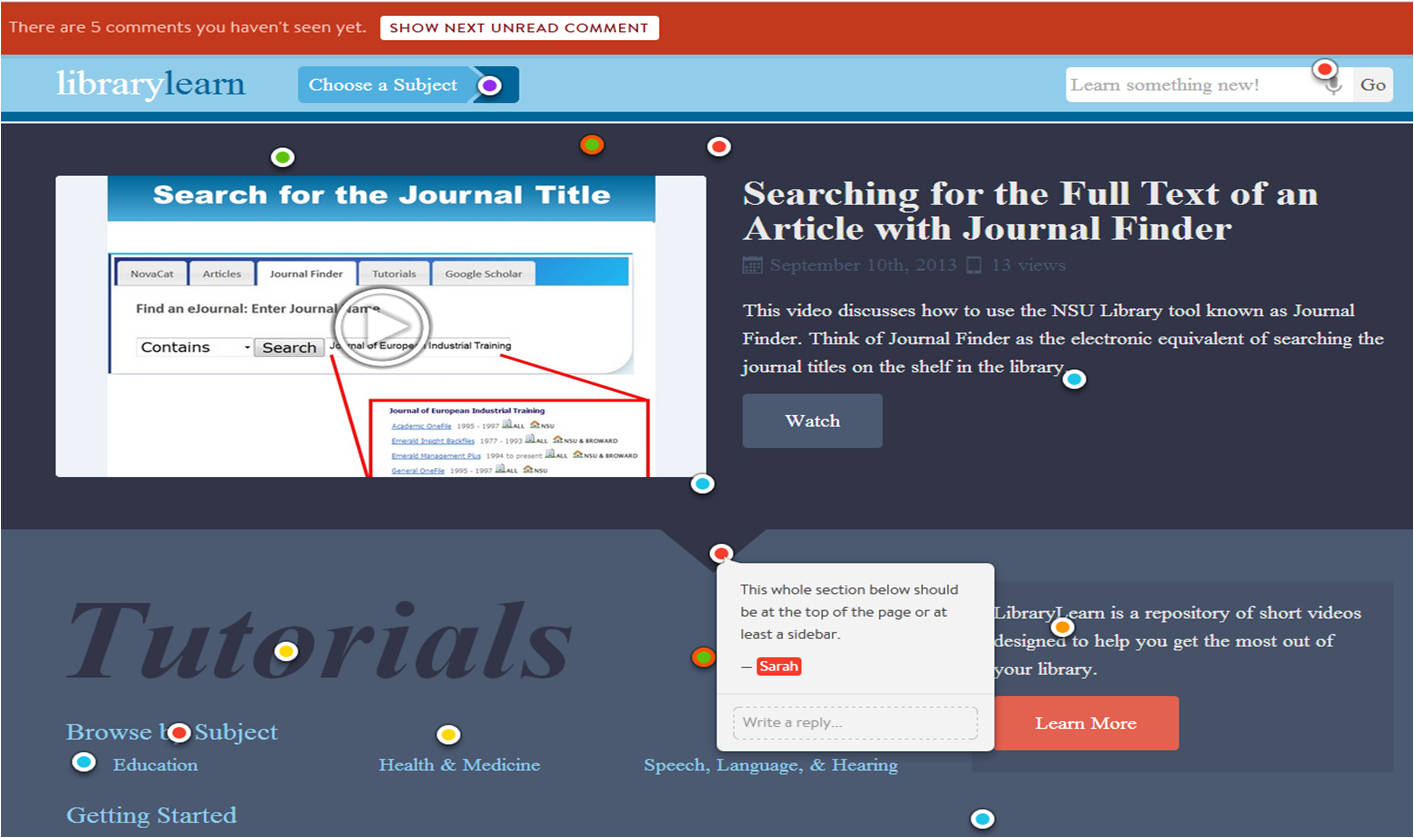 There are 5 comments you haven't seen yet. SHOW NEXT UNREAD COMMENT
librarylearn Choose a Subject Learn something new! Go
Search for the Journal Title
NovaCat Articles Journal Finder Tutorials Google Scholar
Find an eJournal: Enter Journal Name
Contains Search Journal of European Industrial Training
Journal of European Industrial Training
Academic OneFile 1995 - 1997 ALL NSU
Emerald Insight Backfiles 1977 - 1993 ALL NSU & BROWARD
Emerald Management Plus 1994 to present ALL NSU & BROWARD
General OneFile 1995 - 1997 ALL NSU
Searching for the Full Text of an
Article with Journal Finder
September 10th, 2013 13 views
This video discusses how to use the NSU Library tool known as Journal
Finder. Think of Journal Finder as the electronic equivalent of searching the
journal titles on the shelf in the library.
Watch
Tutorials
This whole section below should
be at the top of the page or at
least a sidebar.
— Sarah
Write a reply...
LibraryLearn is a repository of short videos
designed to help you get the most out of
your library.
Learn More
Browse by Subject
Education Health & Medicine Speech, Language, & Hearing
Getting Started